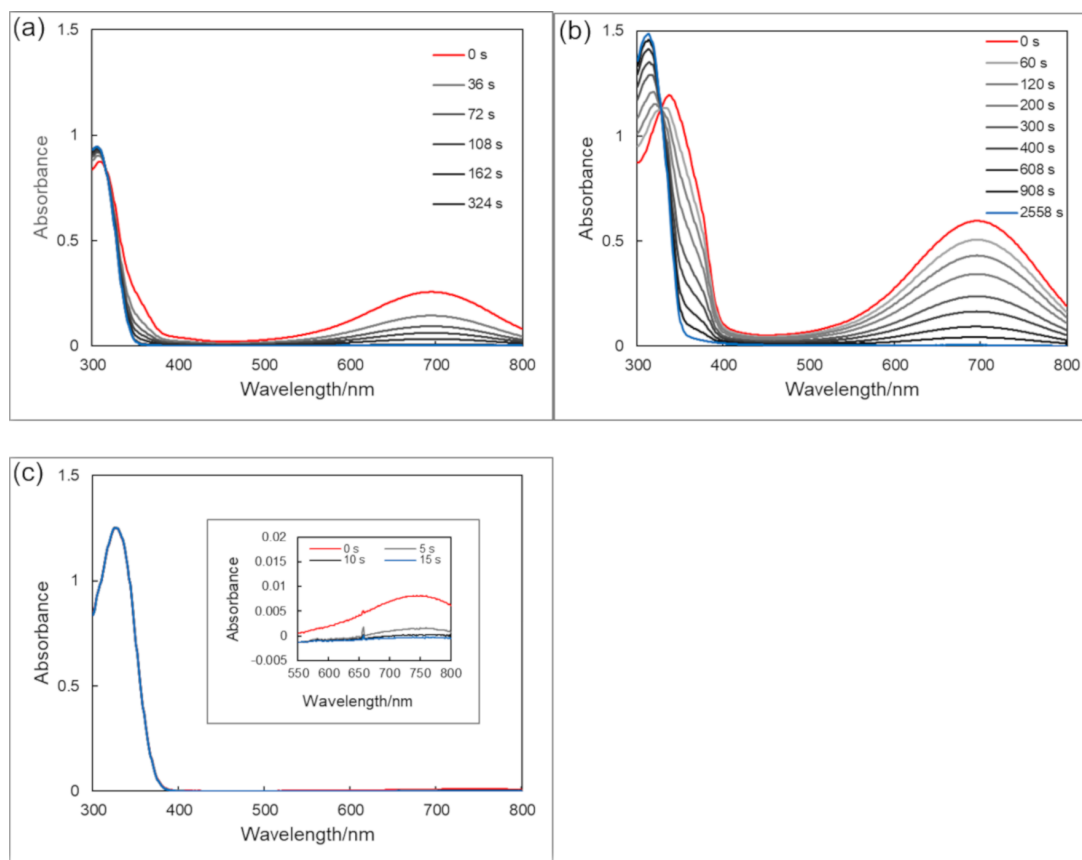 (a)
1.5
1
0.5
0
Absorbance
300 400 500 600 700 800
Wavelength/nm
0 s
36 s
72 s
108 s
162 s
324 s
(b)
1.5
1
0.5
0
Absorbance
300 400 500 600 700 800
Wavelength/nm
0 s
60 s
120 s
200 s
300 s
400 s
608 s
908 s
2558 s
(c)
1.5
1
0.5
0
Absorbance
300 400 500 600 700 800
Wavelength/nm
0 s 5 s
10 s 15 s
0.02
0.015
0.01
0.005
0
-0.005
Absorbance
550 600 650 700 750 800
Wavelength/nm